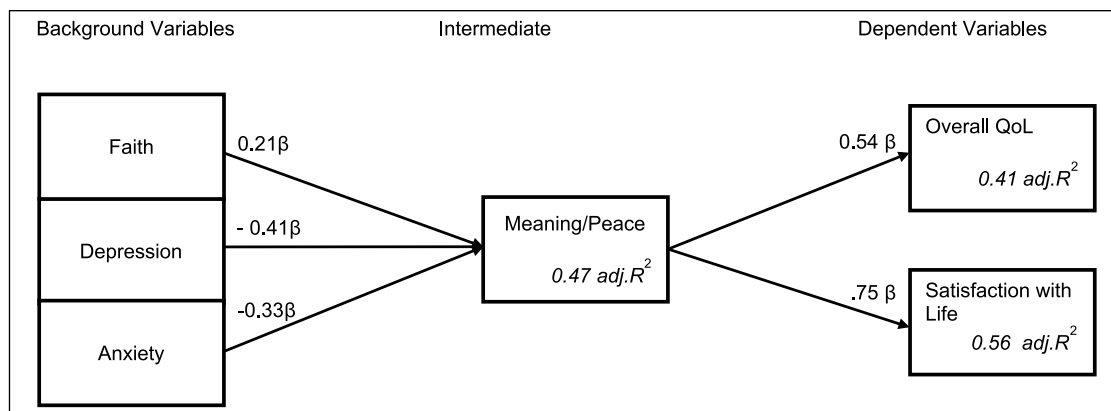 Background Variables
Intermediate
Dependent Variables
Faith
Depression
Anxiety
0.21β
- 0.41β
-0.33β
Meaning/Peace
0.47 adj.R²
0.54 β
.75 β
Overall QoL
0.41 adj.R²
Satisfaction with
Life
0.56 adj.R²